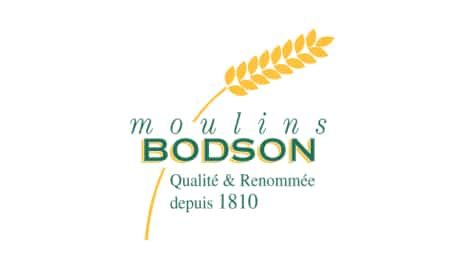 moulins
BODSON
Qualité & Renommée
depuis 1810